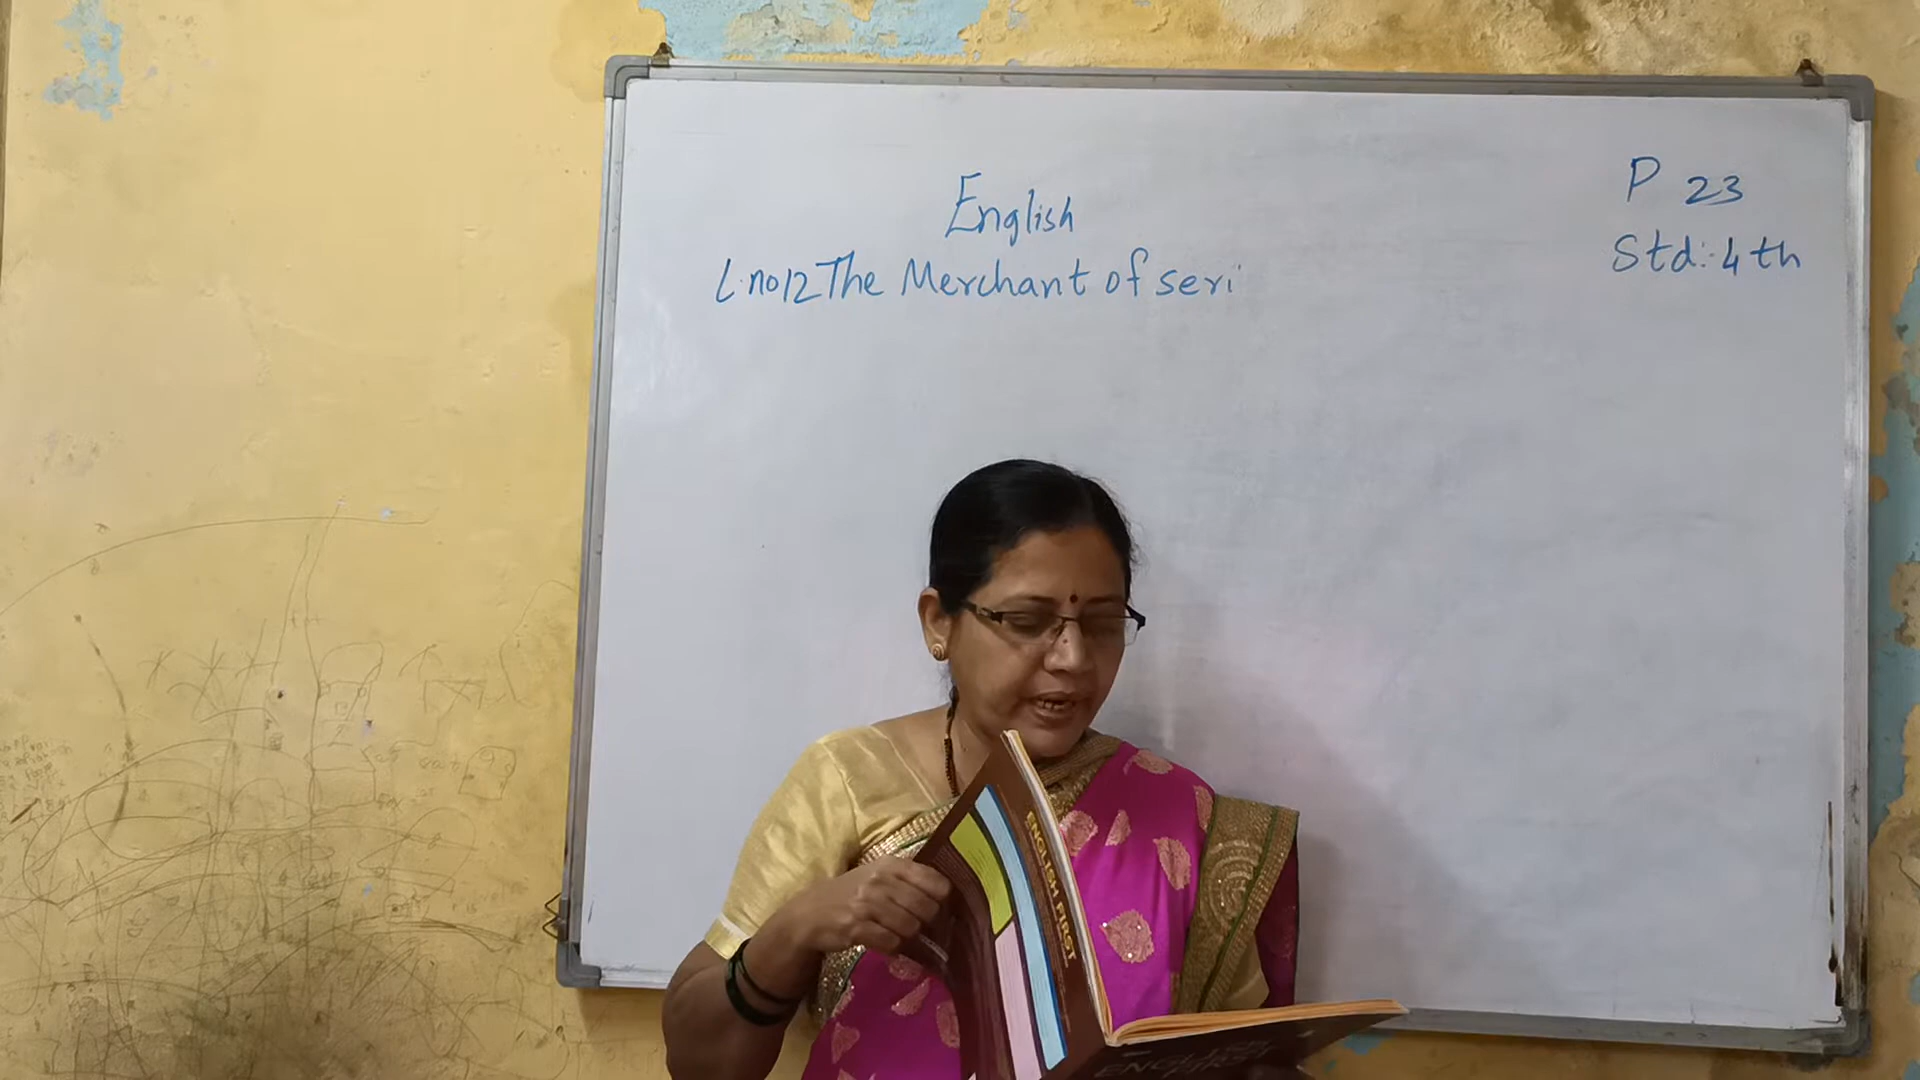 English
L.no12 The Merchant of seri
P 23
Std:- 4th
ENGLISH FIRST